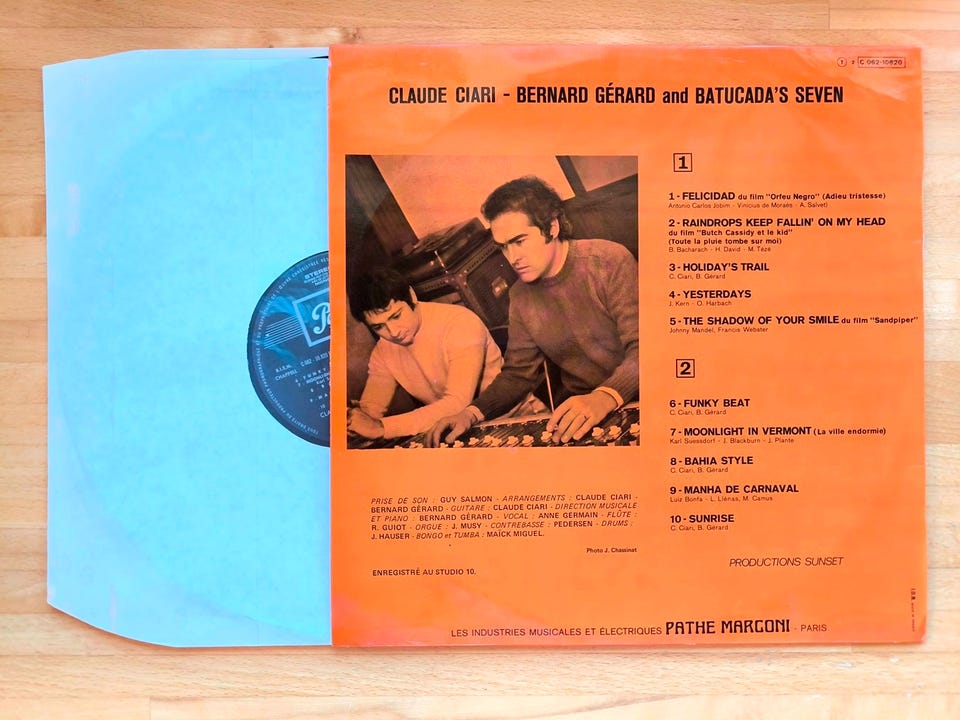 ① 2 C 062-10820
CLAUDE CIARI - BERNARD GÉRARD and BATUCADA'S SEVEN
1
1 - FELICIDAD du film "Orfeu Negro" (Adieu tristesse)
Antonio Carlos Jobim - Vinicius de Moraës - A. Salvet)
2 - RAINDROPS KEEP FALLIN' ON MY HEAD
du film "Butch Cassidy et le kid"
(Toute la pluie tombe sur moi)
B. Bacharach - H. David - M. Tézé
3 - HOLIDAY'S TRAIL
C. Ciari, B. Gérard
4 - YESTERDAYS
J. Kern - O. Harbach
5 - THE SHADOW OF YOUR SMILE du film "Sandpiper"
Johnny Mandel, Francis Webster
2
6 - FUNKY BEAT
C. Ciari, B. Gérard
7 - MOONLIGHT IN VERMONT (La ville endormie)
Karl Suessdorf - J. Blackburn - J. Plante
8 - BAHIA STYLE
C. Ciari, B. Gérard
9 - MANHA DE CARNAVAL
Luiz Bonfa - L. Llénas, M. Camus
10 - SUNRISE
C. Ciari, B. Gérard
PRODUCTIONS SUNSET
PRISE DE SON : GUY SALMON - ARRANGEMENTS : CLAUDE CIARI -
BERNARD GÉRARD - GUITARE : CLAUDE CIARI - DIRECTION MUSICALE
ET PIANO : BERNARD GÉRARD - VOCAL : ANNE GERMAIN - FLÛTE :
R. GUIOT - ORGUE : J. MUSY - CONTREBASSE : PEDERSEN - DRUMS :
J. HAUSER - BONGO et TUMBA : MAÏCK MIGUEL.
Photo J. Chassinat
ENREGISTRÉ AU STUDIO 10.
LES INDUSTRIES MUSICALES ET ÉLECTRIQUES PATHE MARCONI - PARIS
STEREO
B.I.E.M.
CHAPPELL